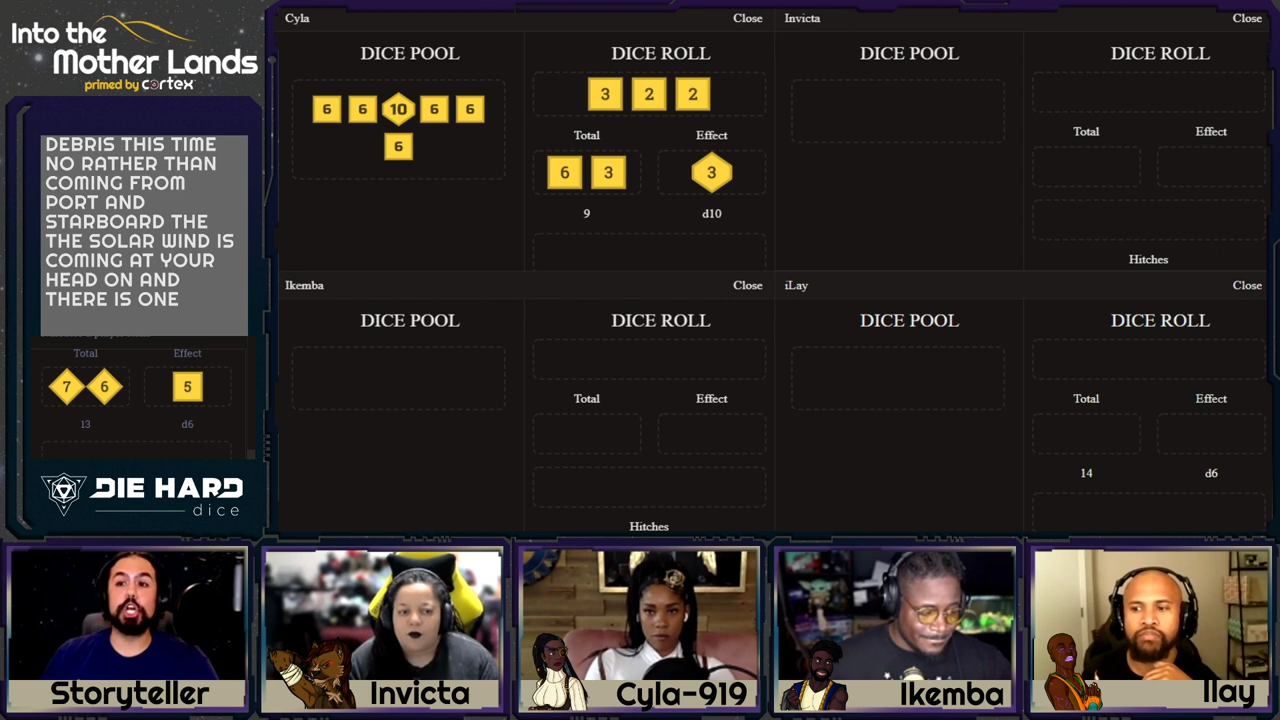 Into the
Mother Lands
primed by cortex
DEBRIS THIS TIME
NO RATHER THAN
COMING FROM
PORT AND
STARBOARD THE
THE SOLAR WIND IS
COMING AT YOUR
HEAD ON AND
THERE IS ONE
Total Effect
7 6 5
13 d6
DIE HARD
dice
Cyla Close
DICE POOL DICE ROLL
6 6 10 6 6
6
3 2 2
Total Effect
6 3 3
9 d10
Invicta Close
DICE POOL DICE ROLL
Total Effect
Hitches
Ikemba Close
DICE POOL DICE ROLL
Total Effect
Hitches
iLay Close
DICE POOL DICE ROLL
Total Effect
14 d6
Storyteller
Invicta
Cyla-919
Ikemba
Ilay